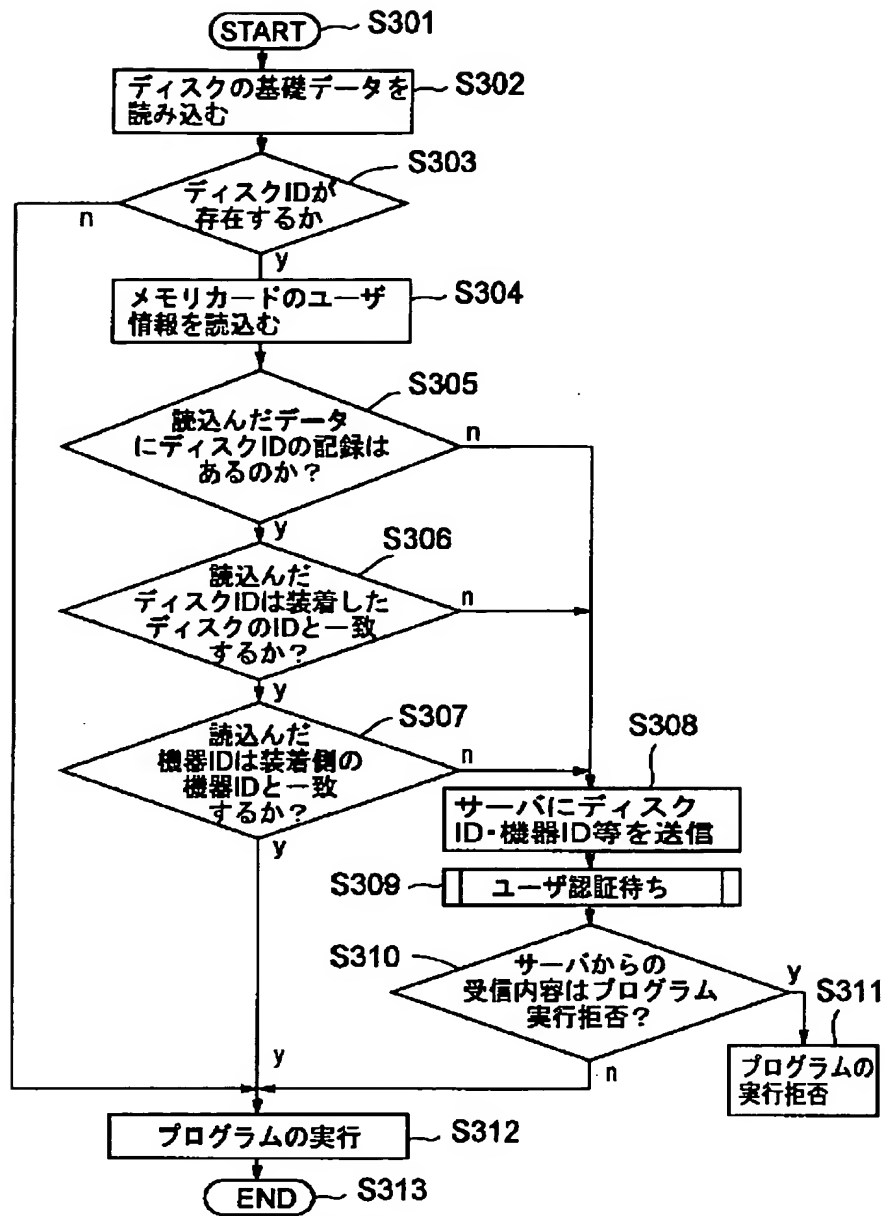 START
S301
ディスクの基礎データを
読み込む
S302
S303
ディスクIDが
存在するか
n
y
メモリカードのユーザ
情報を読込む
S304
S305
読込んだデータ
にディスクIDの記録は
あるのか？
n
y
S306
読込んだ
ディスクIDは装着した
ディスクのIDと一致
するか？
n
y
S307
読込んだ
機器IDは装着側の
機器IDと一致
するか？
n
y
S308
サーバにディスク
ID・機器ID等を送信
S309
ユーザ認証待ち
S310
サーバからの
受信内容はプログラム
実行拒否？
y
S311
プログラムの
実行拒否
n
y
プログラムの実行
S312
END
S313